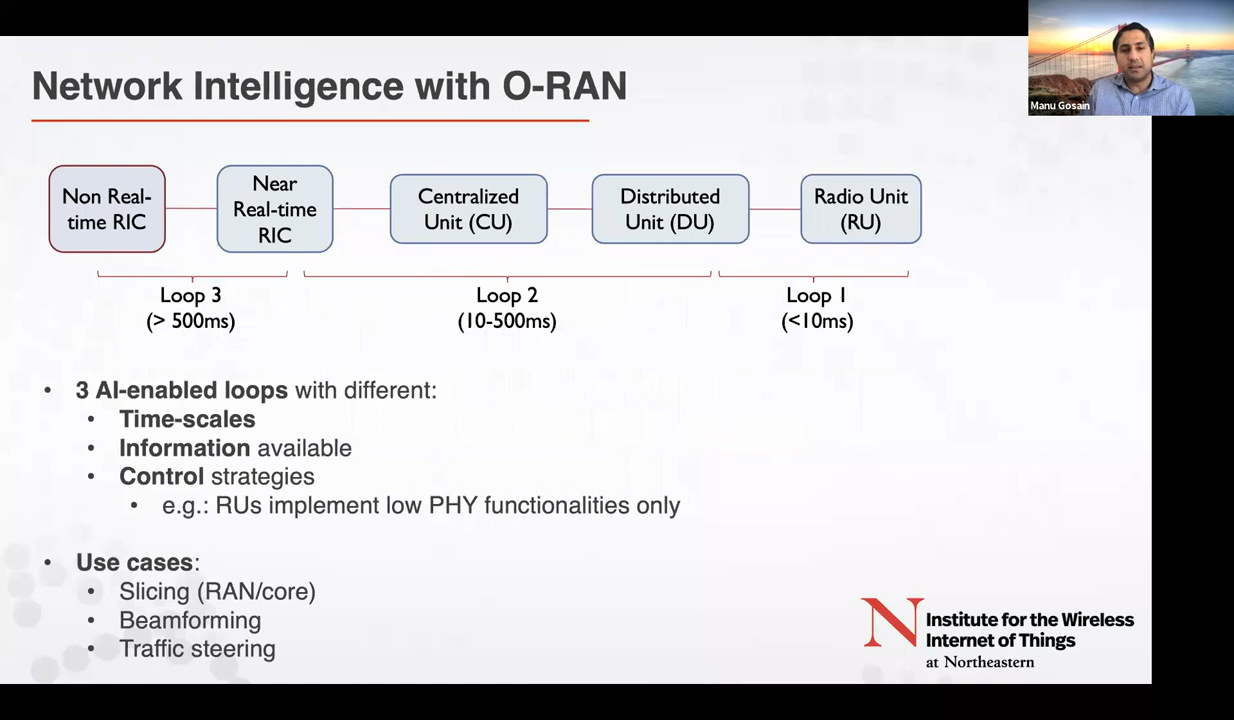 Network Intelligence with O-RAN
Manu Gosain
Non Real-
time RIC
Near
Real-time
RIC
Centralized
Unit (CU)
Distributed
Unit (DU)
Radio Unit
(RU)
Loop 3
(> 500ms)
Loop 2
(10-500ms)
Loop 1
(<10ms)
• 3 AI-enabled loops with different:
• Time-scales
• Information available
• Control strategies
• e.g.: RUs implement low PHY functionalities only
• Use cases:
• Slicing (RAN/core)
• Beamforming
• Traffic steering
N
Institute for the Wireless
Internet of Things
at Northeastern